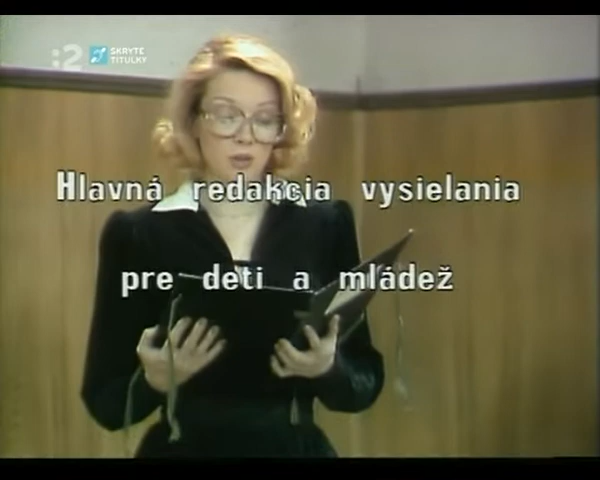 :2 SKRYTÉ
TITULKY
Hlavná redakcia vysielania
pre deti a mládež